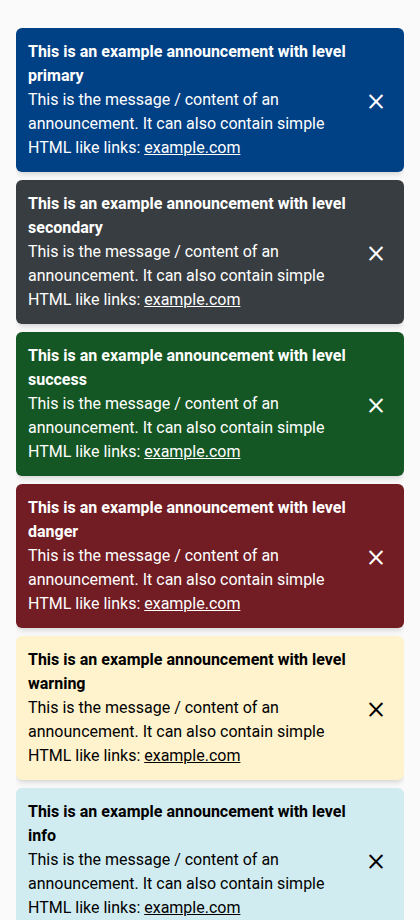 This is an example announcement with level
primary
This is the message / content of an
announcement. It can also contain simple
HTML like links: example.com
This is an example announcement with level
secondary
This is the message / content of an
announcement. It can also contain simple
HTML like links: example.com
This is an example announcement with level
success
This is the message / content of an
announcement. It can also contain simple
HTML like links: example.com
This is an example announcement with level
danger
This is the message / content of an
announcement. It can also contain simple
HTML like links: example.com
This is an example announcement with level
warning
This is the message / content of an
announcement. It can also contain simple
HTML like links: example.com
This is an example announcement with level
info
This is the message / content of an
announcement. It can also contain simple
HTML like links: example.com